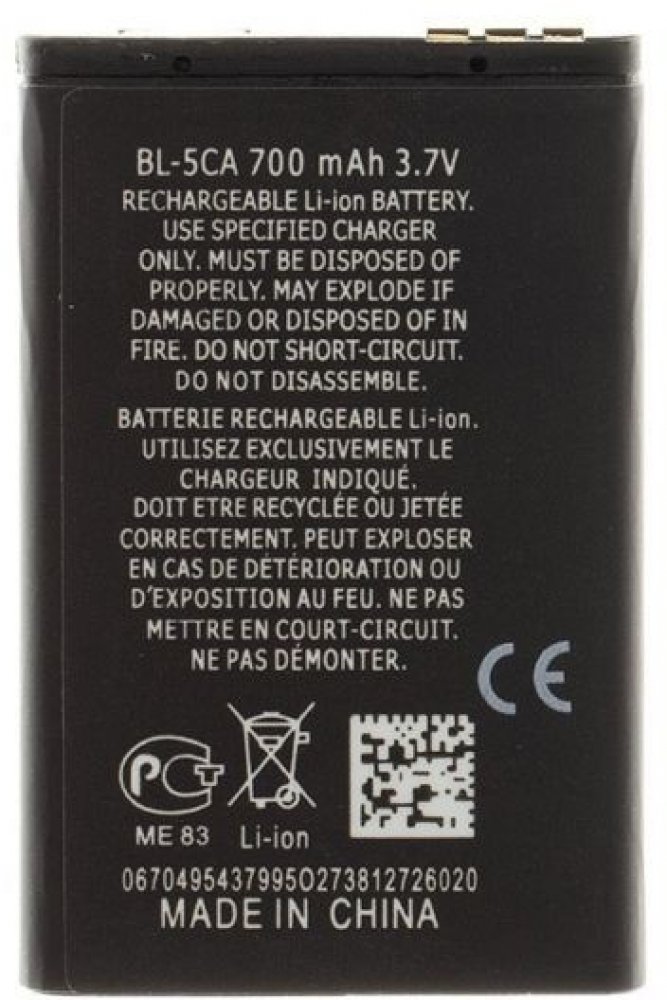 BL-5CA 700 mAh 3.7V
RECHARGEABLE Li-ion BATTERY.
USE SPECIFIED CHARGER
ONLY. MUST BE DISPOSED OF
PROPERLY. MAY EXPLODE IF
DAMAGED OR DISPOSED OF IN
FIRE. DO NOT SHORT-CIRCUIT.
DO NOT DISASSEMBLE.
BATTERIE RECHARGEABLE Li-ion.
UTILISEZ EXCLUSIVEMENT LE
CHARGEUR INDIQUÉ.
DOIT ETRE RECYCLÉE OU JETÉE
CORRECTEMENT. PEUT EXPLOSER
EN CAS DE DÉTÉRIORATION OU
D'EXPOSITION AU FEU. NE PAS
METTRE EN COURT-CIRCUIT.
NE PAS DÉMONTER.
CE
PCT
ME 83 Li-ion
0670495437995O273812726020
MADE IN CHINA